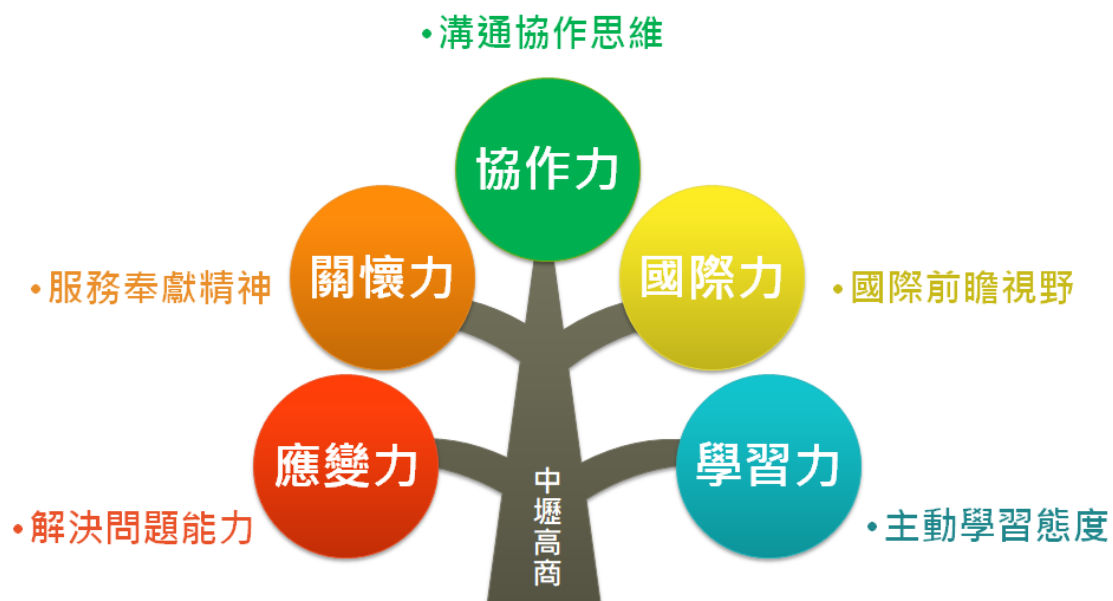 •溝通協作思維
協作力
關懷力
國際力
•服務奉獻精神
•國際前瞻視野
應變力
學習力
•解決問題能力
•主動學習態度
中壢高商